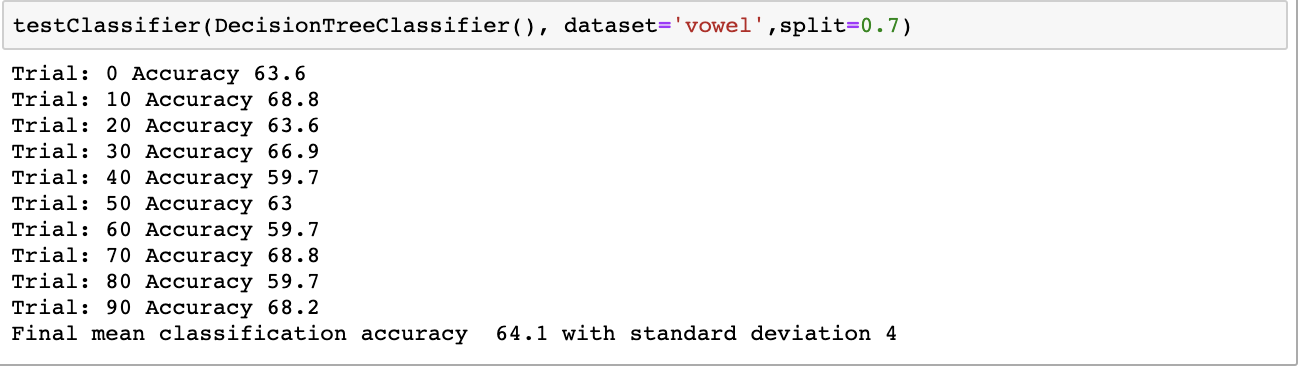 testClassifier(DecisionTreeClassifier(), dataset='vowel',split=0.7)
Trial: 0 Accuracy 63.6
Trial: 10 Accuracy 68.8
Trial: 20 Accuracy 63.6
Trial: 30 Accuracy 66.9
Trial: 40 Accuracy 59.7
Trial: 50 Accuracy 63
Trial: 60 Accuracy 59.7
Trial: 70 Accuracy 68.8
Trial: 80 Accuracy 59.7
Trial: 90 Accuracy 68.2
Final mean classification accuracy  64.1 with standard deviation 4